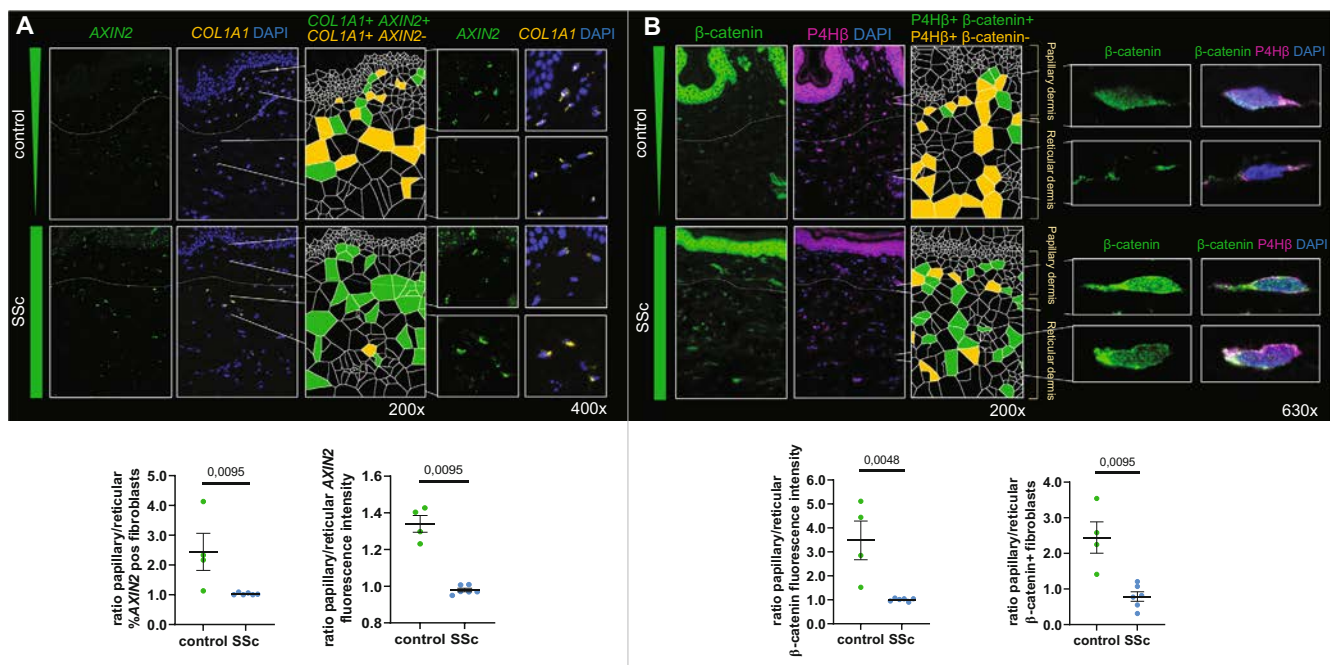 A
AXIN2
COL1A1 DAPI
COL1A1+ AXIN2+
COL1A1+ AXIN2-
AXIN2
COL1A1 DAPI
control
SSc
200x
400x
B
β-catenin
P4Hβ DAPI
P4Hβ+ β-catenin+
P4Hβ+ β-catenin-
β-catenin
β-catenin P4Hβ DAPI
control
Papillary dermis
Reticular dermis
β-catenin
β-catenin P4Hβ DAPI
SSc
Papillary dermis
Reticular dermis
200x
630x
ratio papillary/reticular
%AXIN2 pos fibroblasts
5.0
4.0
3.0
2.0
1.0
0.0
0,0095
control SSc
ratio papillary/reticular AXIN2
fluorescence intensity
1.6
1.4
1.2
1.0
0.8
0,0095
control SSc
ratio papillary/reticular
β-catenin fluorescence intensity
6.0
5.0
4.0
3.0
2.0
1.0
0.0
0,0048
control SSc
ratio papillary/reticular
β-catenin+ fibroblasts
4.0
3.0
2.0
1.0
0.0
0,0095
control SSc